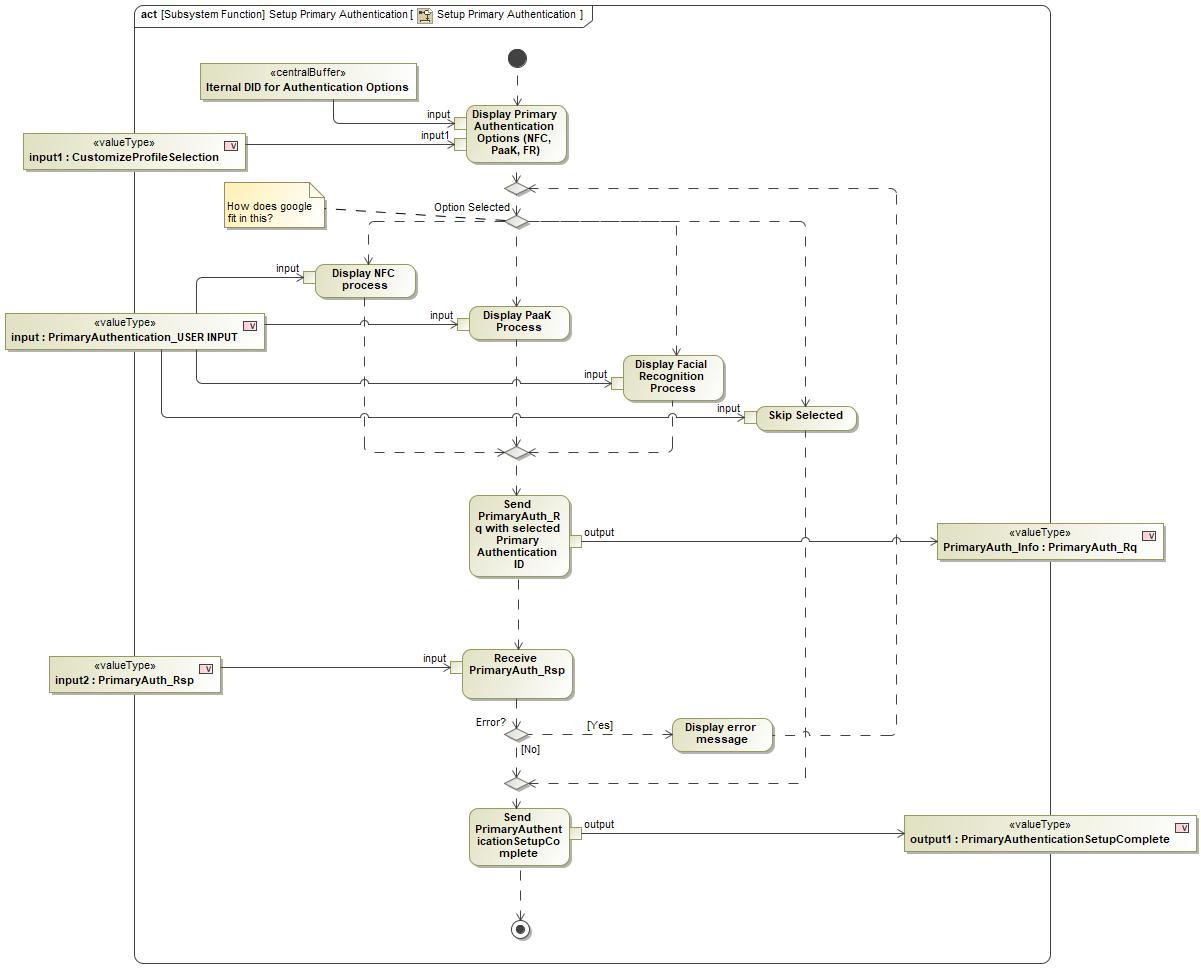 act [Subsystem Function] Setup Primary Authentication [ Setup Primary Authentication ]
«centralBuffer»
Iternal DID for Authentication Options
input
Display Primary
Authentication
Options (NFC,
PaaK, FR)
input1
«valueType»
V
input1 : CustomizeProfileSelection
How does google
fit in this?
Option Selected
input
Display NFC
process
«valueType»
V
input : PrimaryAuthentication_USER INPUT
input
Display PaaK
Process
input
Display Facial
Recognition
Process
input
Skip Selected
Send
PrimaryAuth_R
q with selected
Primary
Authentication
ID
output
«valueType»
V
PrimaryAuth_Info : PrimaryAuth_Rq
«valueType»
V
input2 : PrimaryAuth_Rsp
input
Receive
PrimaryAuth_Rsp
Error?
[Yes]
Display error
message
[No]
Send
PrimaryAuthent
icationSetupCo
mplete
output
«valueType»
V
output1 : PrimaryAuthenticationSetupComplete